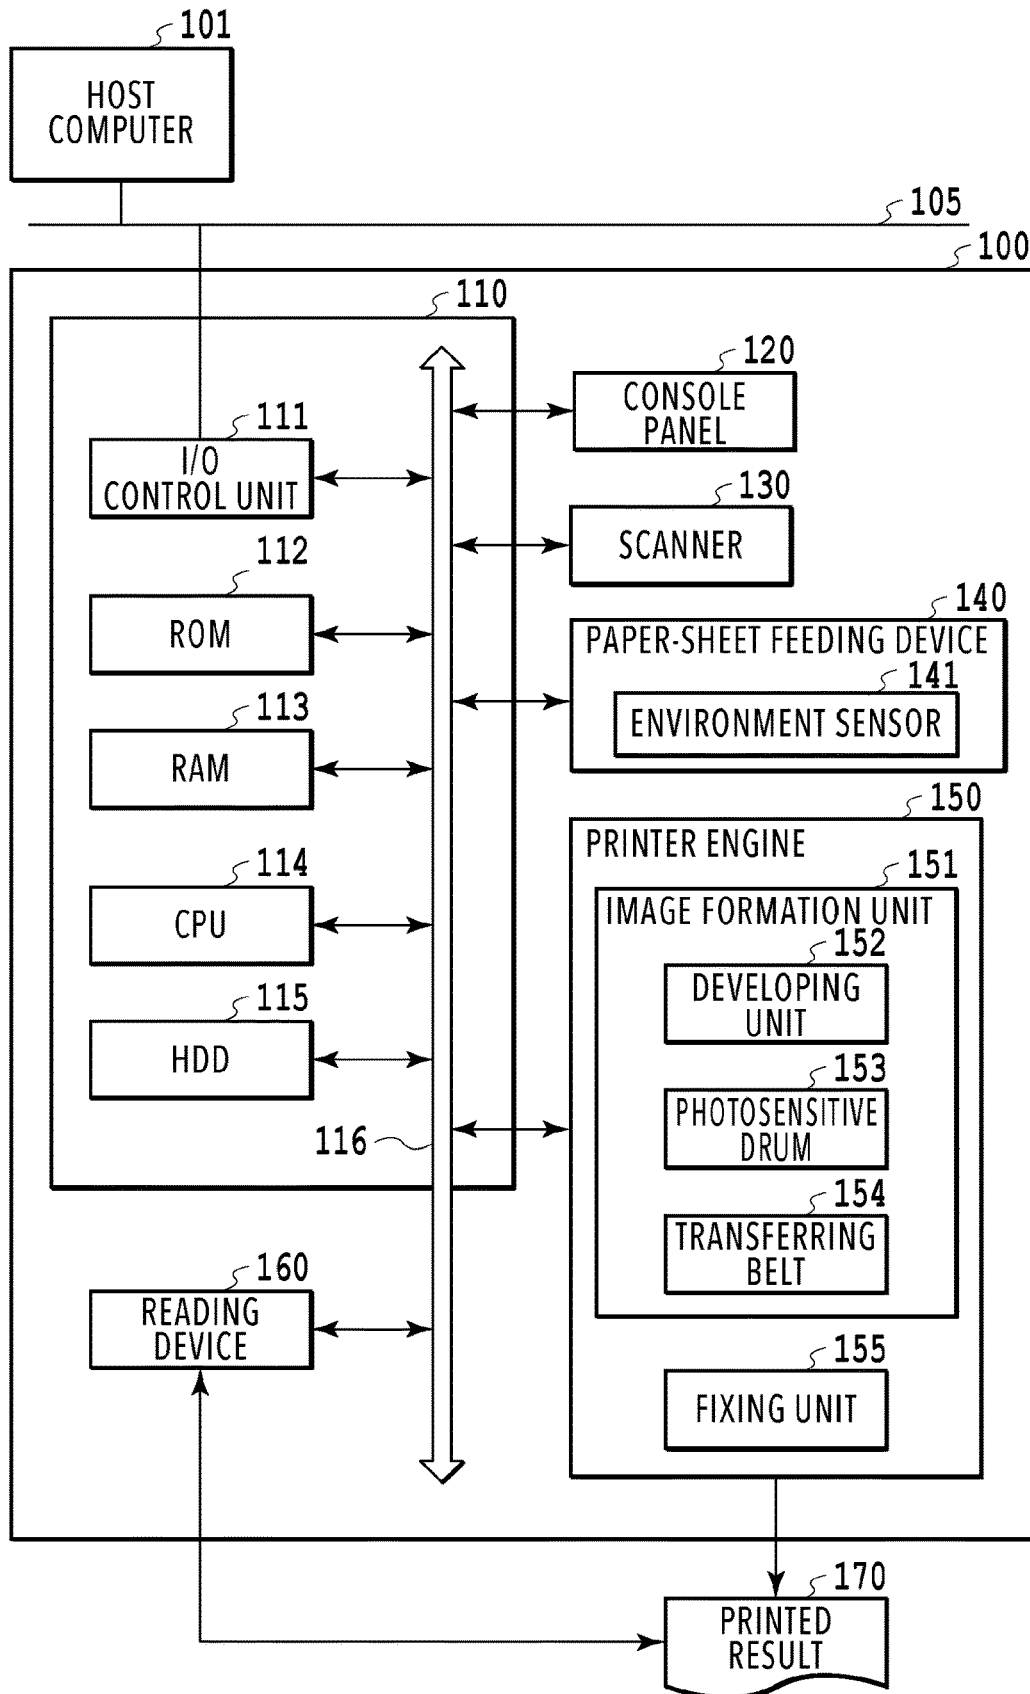 101
HOST
COMPUTER
105
100
110
120
CONSOLE
PANEL
111
I/O
CONTROL UNIT
130
SCANNER
112
ROM
140
PAPER-SHEET FEEDING DEVICE
141
ENVIRONMENT SENSOR
113
RAM
150
PRINTER ENGINE
151
IMAGE FORMATION UNIT
114
CPU
152
DEVELOPING
UNIT
115
HDD
153
PHOTOSENSITIVE
DRUM
116
154
TRANSFERRING
BELT
160
READING
DEVICE
155
FIXING UNIT
170
PRINTED
RESULT